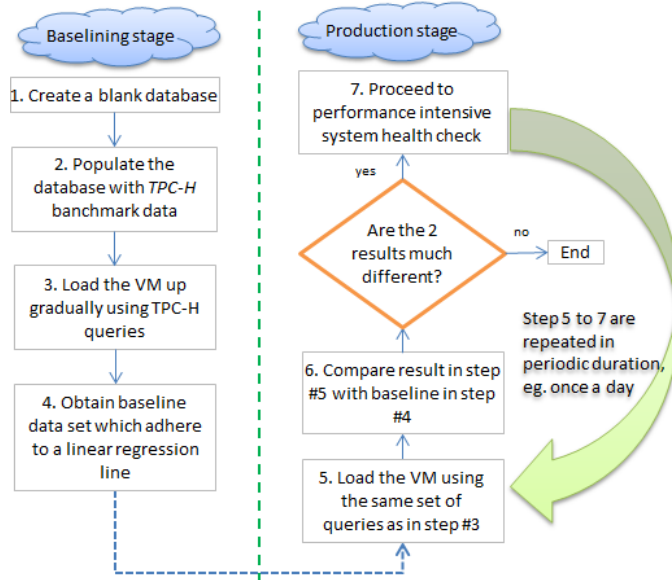 Baselining stage
1. Create a blank database
2. Populate the
database with TPC-H
banchmark data
3. Load the VM up
gradually using TPC-H
queries
4. Obtain baseline
data set which adhere
to a linear regression
line
Production stage
7. Proceed to
performance intensive
system health check
yes
Are the 2
results much
different?
no
End
6. Compare result in step
#5 with baseline in step
#4
5. Load the VM using
the same set of
queries as in step #3
Step 5 to 7 are
repeated in
periodic duration,
eg. once a day